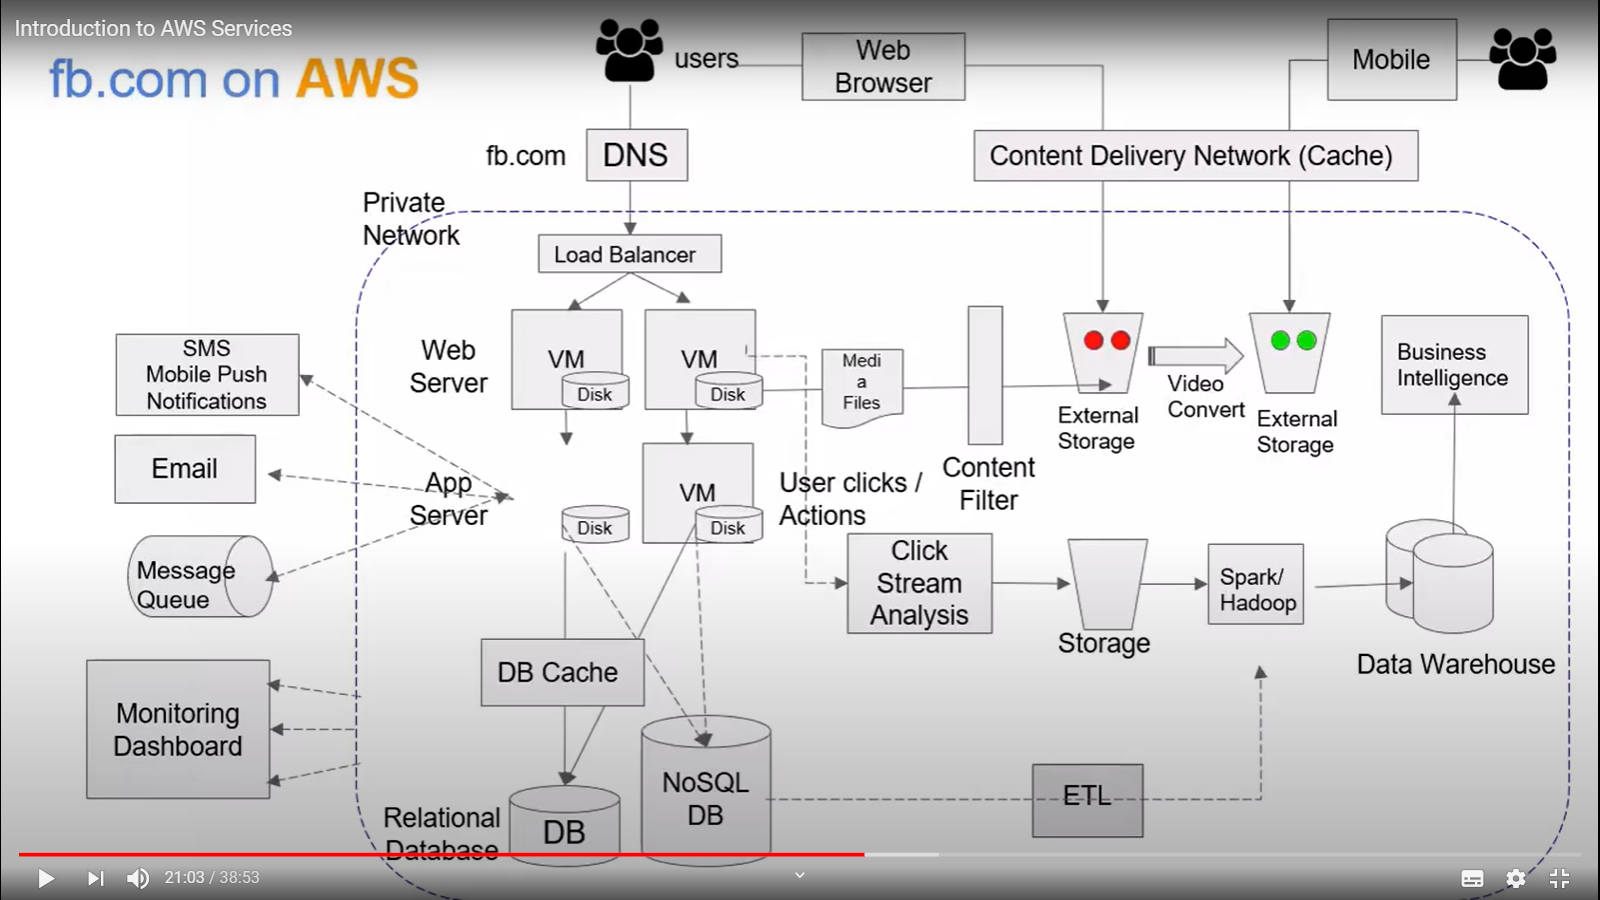 Introduction to AWS Services
fb.com on AWS
users
Web
Browser
Mobile
fb.com
DNS
Content Delivery Network (Cache)
Private
Network
Load Balancer
Web
Server
VM
Disk
VM
Disk
Medi
a
Files
Content
Filter
External
Storage
Video
Convert
External
Storage
Business
Intelligence
SMS
Mobile Push
Notifications
Email
Message
Queue
App
Server
Disk
VM
Disk
User clicks /
Actions
Click
Stream
Analysis
Storage
Spark/
Hadoop
Data Warehouse
Monitoring
Dashboard
DB Cache
Relational
Database
DB
NoSQL
DB
ETL
21:03 / 38:53